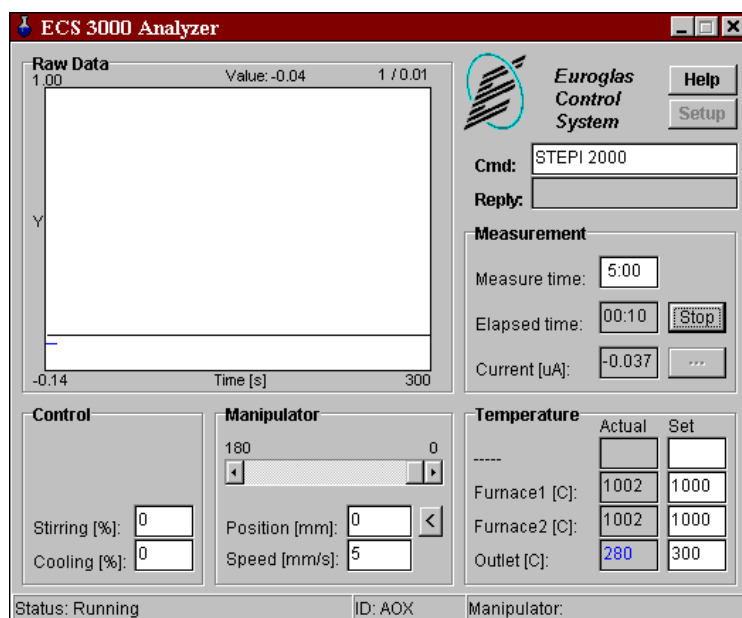 ECS 3000 Analyzer
Raw Data
1.00 Value: -0.04 1 / 0.01
Y
-0.14 Time [s] 300
Euroglas
Control
System
Help
Setup
Cmd: STEPI 2000
Reply:
Measurement
Measure time: 5:00
Elapsed time: 00:10 Stop
Current [uA]: -0.037 ...
Control
Stirring [%]: 0
Cooling [%]: 0
Manipulator
180 0
Position [mm]: 0 <
Speed [mm/s]: 5
Temperature
Actual Set
-----
Furnace1 [C]: 1002 1000
Furnace2 [C]: 1002 1000
Outlet [C]: 280 300
Status: Running ID: AOX Manipulator: